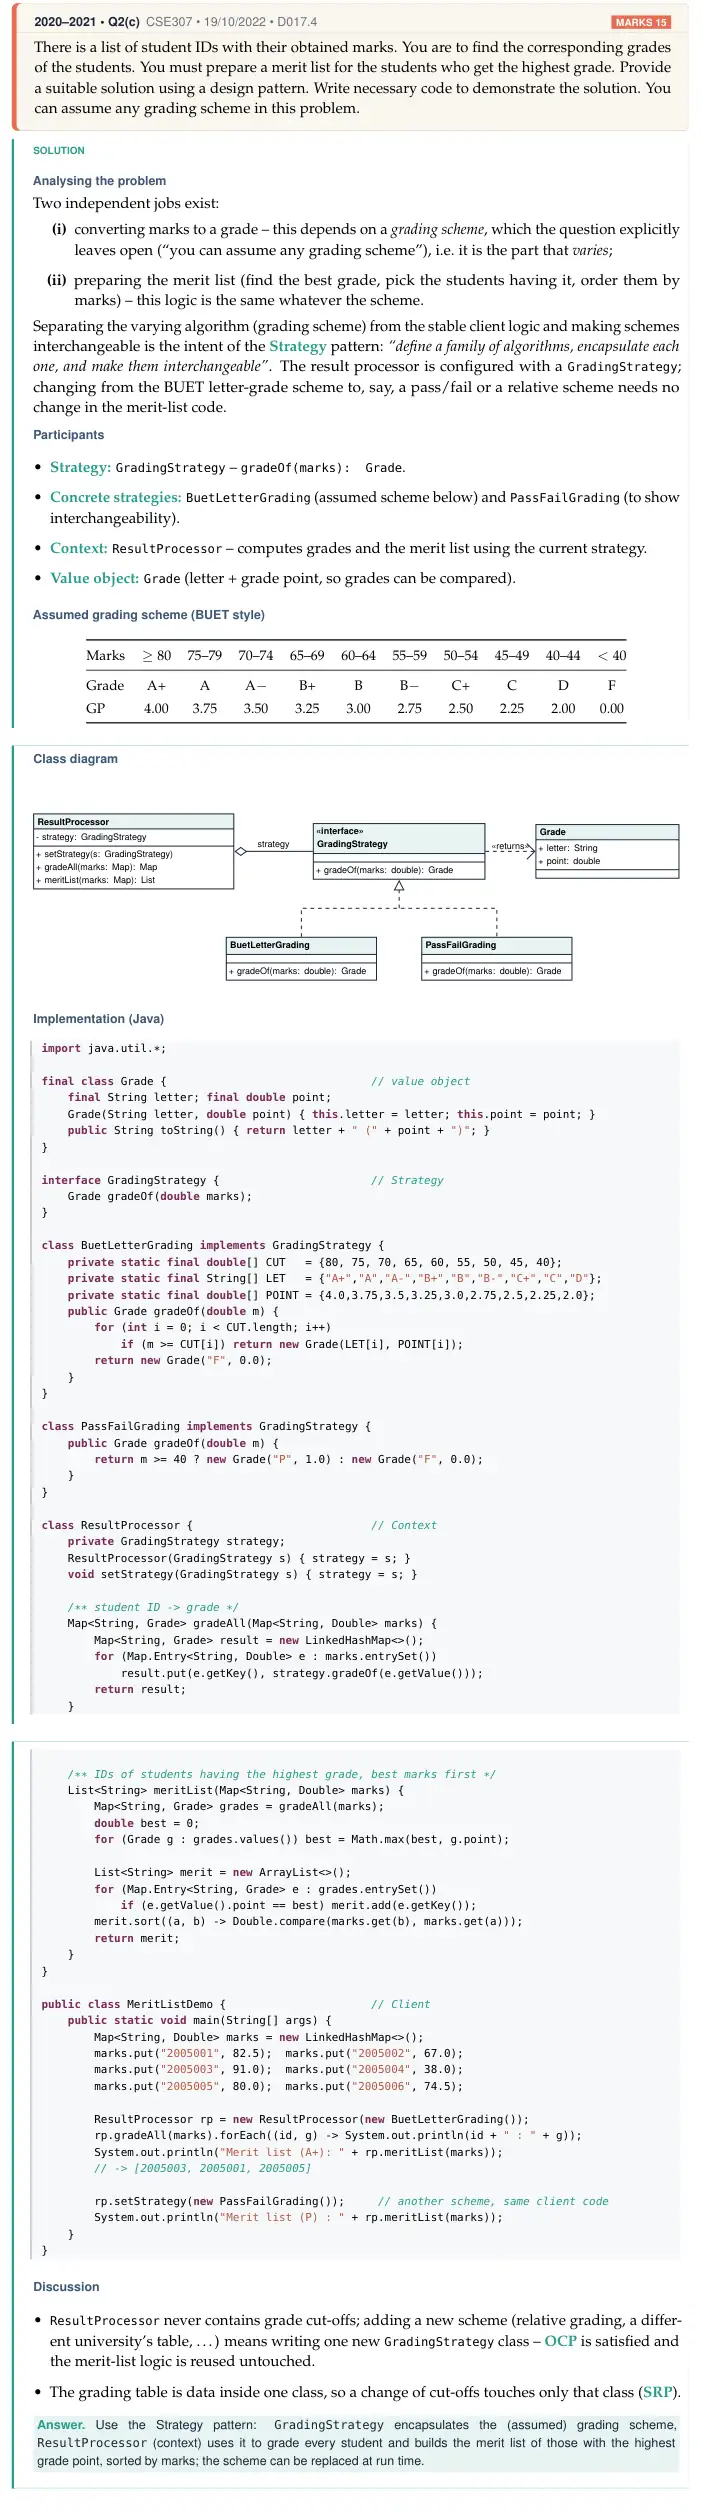 2020–2021 • Q2(c) CSE307 • 19/10/2022 • D017.4
MARKS 15
There is a list of student IDs with their obtained marks. You are to find the corresponding grades
of the students. You must prepare a merit list for the students who get the highest grade. Provide
a suitable solution using a design pattern. Write necessary code to demonstrate the solution. You
can assume any grading scheme in this problem.
SOLUTION
Analysing the problem
Two independent jobs exist:
(i) converting marks to a grade – this depends on a grading scheme, which the question explicitly
leaves open (“you can assume any grading scheme”), i.e. it is the part that varies;
(ii) preparing the merit list (find the best grade, pick the students having it, order them by
marks) – this logic is the same whatever the scheme.
Separating the varying algorithm (grading scheme) from the stable client logic and making schemes
interchangeable is the intent of the Strategy pattern: “define a family of algorithms, encapsulate each
one, and make them interchangeable”. The result processor is configured with a GradingStrategy;
changing from the BUET letter-grade scheme to, say, a pass/fail or a relative scheme needs no
change in the merit-list code.
Participants
• Strategy: GradingStrategy – gradeOf(marks): Grade.
• Concrete strategies: BuetLetterGrading (assumed scheme below) and PassFailGrading (to show
interchangeability).
• Context: ResultProcessor – computes grades and the merit list using the current strategy.
• Value object: Grade (letter + grade point, so grades can be compared).
Assumed grading scheme (BUET style)
Marks ≥ 80 75–79 70–74 65–69 60–64 55–59 50–54 45–49 40–44 < 40
Grade A+ A A− B+ B B− C+ C D F
GP 4.00 3.75 3.50 3.25 3.00 2.75 2.50 2.25 2.00 0.00
Class diagram
ResultProcessor
- strategy: GradingStrategy
+ setStrategy(s: GradingStrategy)
+ gradeAll(marks: Map): Map
+ meritList(marks: Map): List
strategy
«interface»
GradingStrategy
+ gradeOf(marks: double): Grade
«returns»
Grade
+ letter: String
+ point: double
BuetLetterGrading
+ gradeOf(marks: double): Grade
PassFailGrading
+ gradeOf(marks: double): Grade
Implementation (Java)
import java.util.*;
final class Grade { // value object
final String letter; final double point;
Grade(String letter, double point) { this.letter = letter; this.point = point; }
public String toString() { return letter + " (" + point + ")"; }
}
interface GradingStrategy { // Strategy
Grade gradeOf(double marks);
}
class BuetLetterGrading implements GradingStrategy {
private static final double[] CUT = {80, 75, 70, 65, 60, 55, 50, 45, 40};
private static final String[] LET = {"A+","A","A-","B+","B","B-","C+","C","D"};
private static final double[] POINT = {4.0,3.75,3.5,3.25,3.0,2.75,2.5,2.25,2.0};
public Grade gradeOf(double m) {
for (int i = 0; i < CUT.length; i++)
if (m >= CUT[i]) return new Grade(LET[i], POINT[i]);
return new Grade("F", 0.0);
}
}
class PassFailGrading implements GradingStrategy {
public Grade gradeOf(double m) {
return m >= 40 ? new Grade("P", 1.0) : new Grade("F", 0.0);
}
}
class ResultProcessor { // Context
private GradingStrategy strategy;
ResultProcessor(GradingStrategy s) { strategy = s; }
void setStrategy(GradingStrategy s) { strategy = s; }
/** student ID -> grade */
Map<String, Grade> gradeAll(Map<String, Double> marks) {
Map<String, Grade> result = new LinkedHashMap<>();
for (Map.Entry<String, Double> e : marks.entrySet())
result.put(e.getKey(), strategy.gradeOf(e.getValue()));
return result;
}
/** IDs of students having the highest grade, best marks first */
List<String> meritList(Map<String, Double> marks) {
Map<String, Grade> grades = gradeAll(marks);
double best = 0;
for (Grade g : grades.values()) best = Math.max(best, g.point);
List<String> merit = new ArrayList<>();
for (Map.Entry<String, Grade> e : grades.entrySet())
if (e.getValue().point == best) merit.add(e.getKey());
merit.sort((a, b) -> Double.compare(marks.get(b), marks.get(a)));
return merit;
}
}
public class MeritListDemo { // Client
public static void main(String[] args) {
Map<String, Double> marks = new LinkedHashMap<>();
marks.put("2005001", 82.5); marks.put("2005002", 67.0);
marks.put("2005003", 91.0); marks.put("2005004", 38.0);
marks.put("2005005", 80.0); marks.put("2005006", 74.5);
ResultProcessor rp = new ResultProcessor(new BuetLetterGrading());
rp.gradeAll(marks).forEach((id, g) -> System.out.println(id + " : " + g));
System.out.println("Merit list (A+): " + rp.meritList(marks));
// -> [2005003, 2005001, 2005005]
rp.setStrategy(new PassFailGrading()); // another scheme, same client code
System.out.println("Merit list (P) : " + rp.meritList(marks));
}
}
Discussion
• ResultProcessor never contains grade cut-offs; adding a new scheme (relative grading, a differ-
ent university’s table, ...) means writing one new GradingStrategy class – OCP is satisfied and
the merit-list logic is reused untouched.
• The grading table is data inside one class, so a change of cut-offs touches only that class (SRP).
Answer. Use the Strategy pattern: GradingStrategy encapsulates the (assumed) grading scheme,
ResultProcessor (context) uses it to grade every student and builds the merit list of those with the highest
grade point, sorted by marks; the scheme can be replaced at run time.